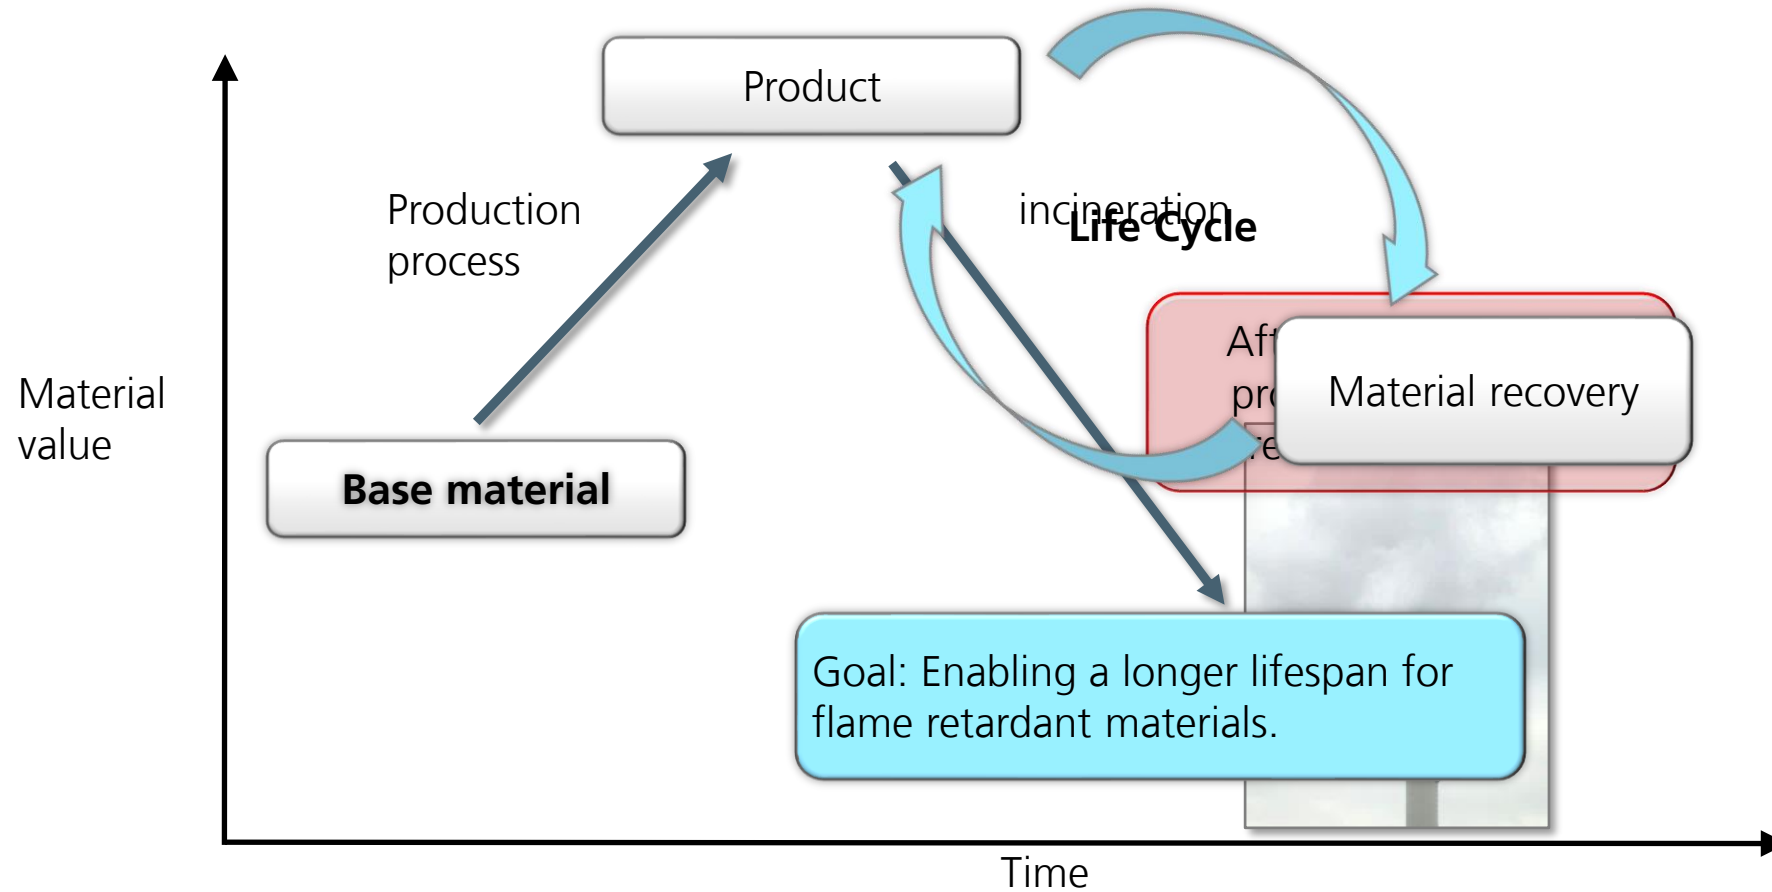 Product
Production
process
incineration
Life Cycle
Material recovery
Material
value
Base material
Goal: Enabling a longer lifespan for
flame retardant materials.
Time